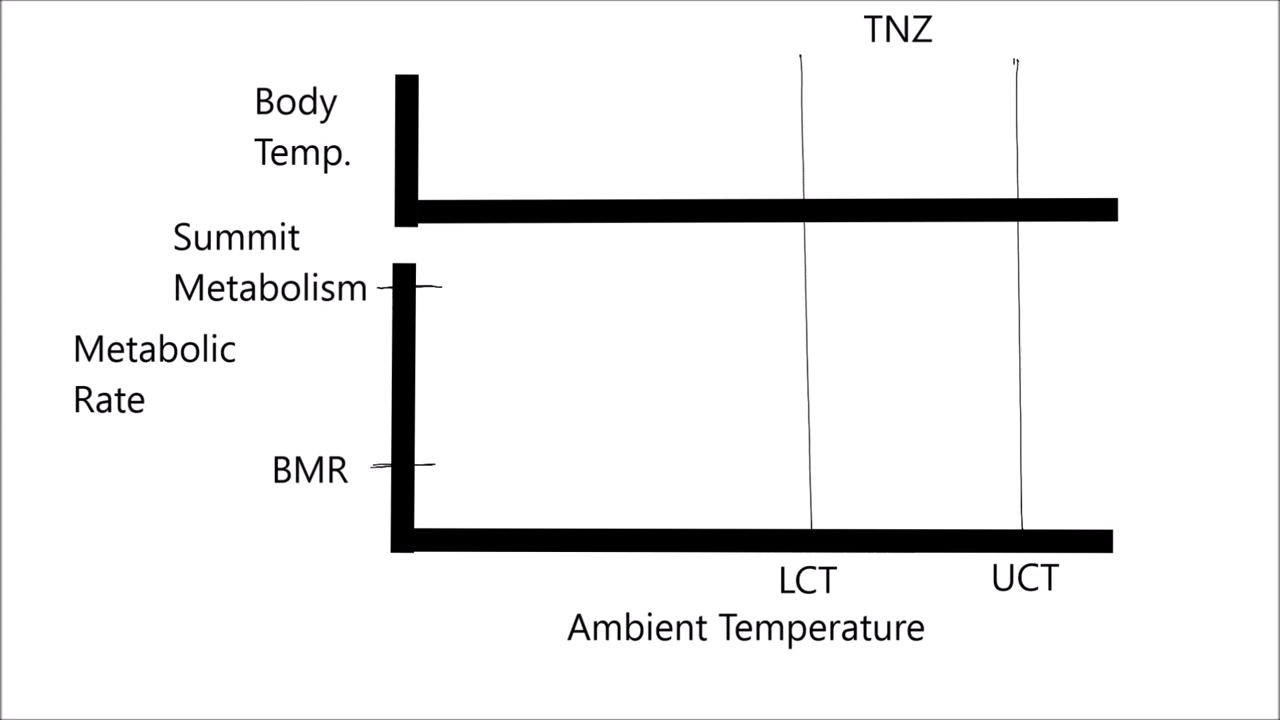 TNZ
Body
Temp.
Summit
Metabolism
Metabolic
Rate
BMR
LCT
UCT
Ambient Temperature